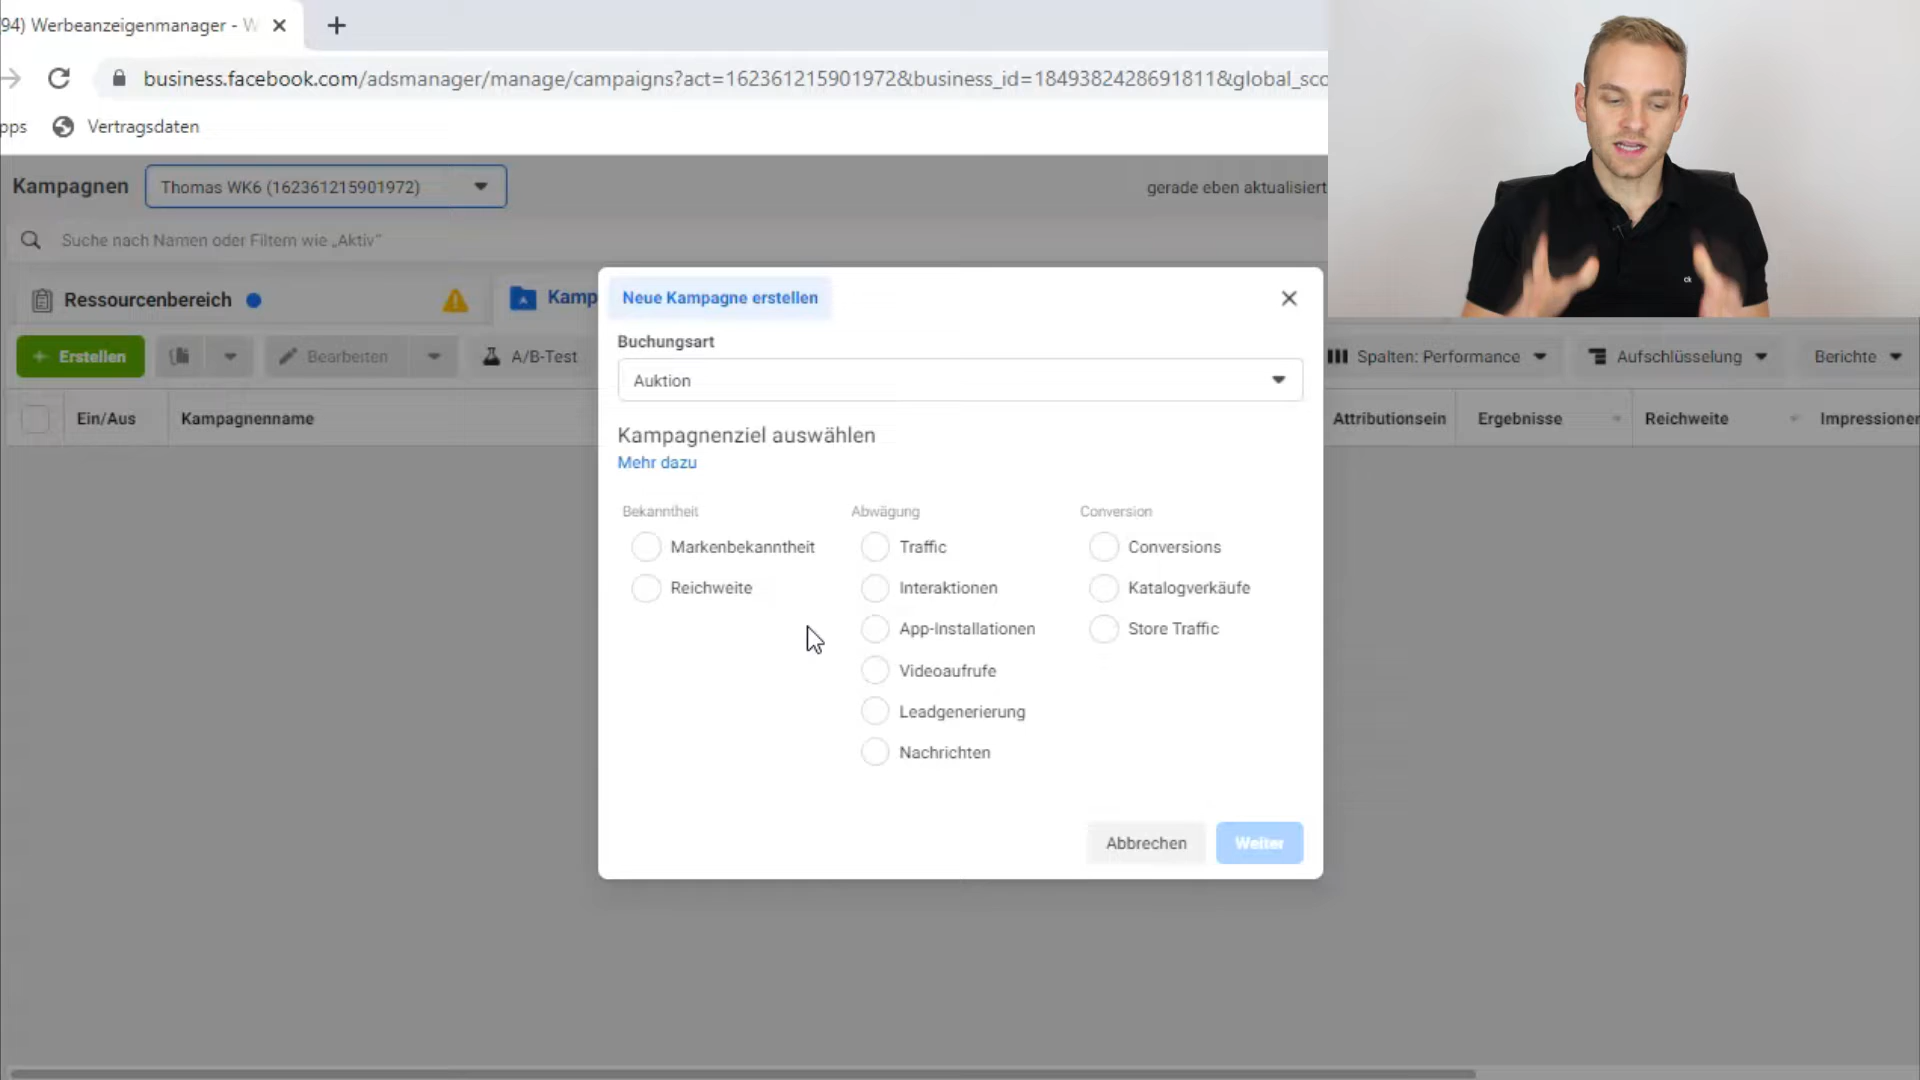 94) Werbeanzeigenmanager - W
business.facebook.com/adsmanager/manage/campaigns?act=162361215901972&business_id=1849382428691811&global_sco
pps Vertragsdaten
Kampagnen Thomas WK6 (162361215901972) gerade eben aktualisiert
Suche nach Namen oder Filtern wie „Aktiv“
Ressourcenbereich Kamp
+ Erstellen Bearbeiten A/B-Test Spalten: Performance Aufschlüsselung Berichte
Ein/Aus Kampagnenname Attributionsein Ergebnisse Reichweite Impressioner
Neue Kampagne erstellen
Buchungsart
Auktion
Kampagnenziel auswählen
Mehr dazu
Bekanntheit
Markenbekanntheit
Reichweite
Abwägung
Traffic
Interaktionen
App-Installationen
Videoaufrufe
Leadgenerierung
Nachrichten
Conversion
Conversions
Katalogverkäufe
Store Traffic
Abbrechen Weiter